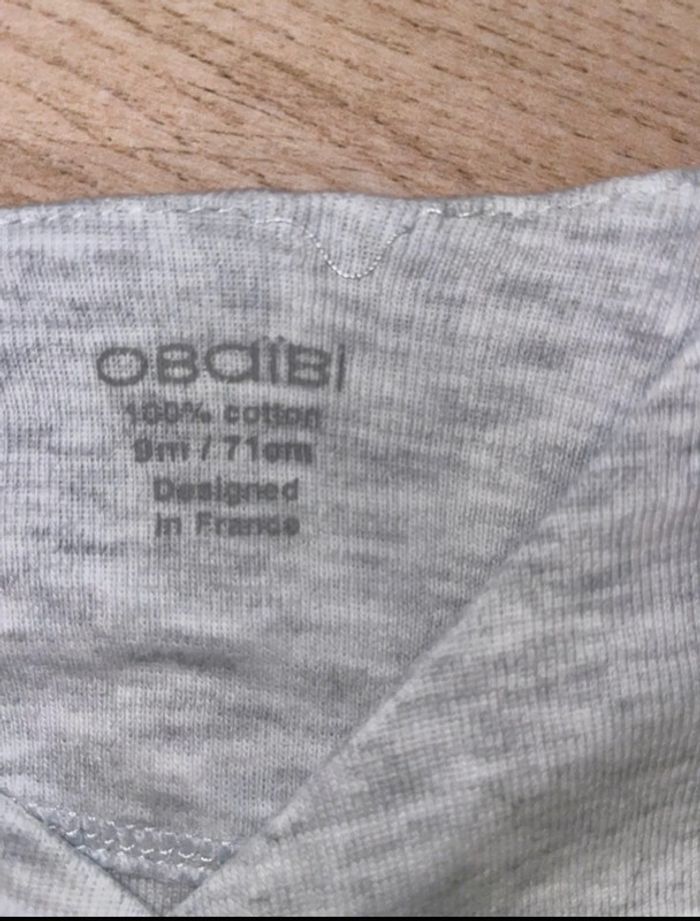 OBaïBI
100% cotton
9m / 71cm
Designed
in France